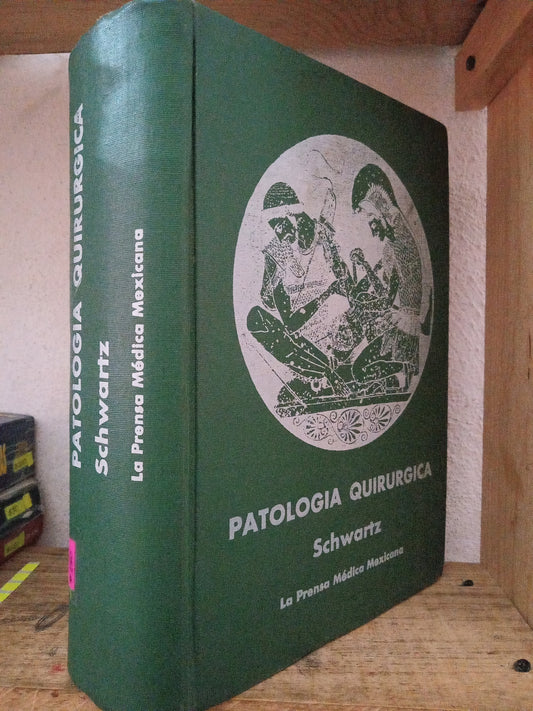 PATOLOGIA QUIRURGICA
Schwartz
La Prensa Médica Mexicana
PATOLOGIA QUIRURGICA
Schwartz
La Prensa Médica Mexicana